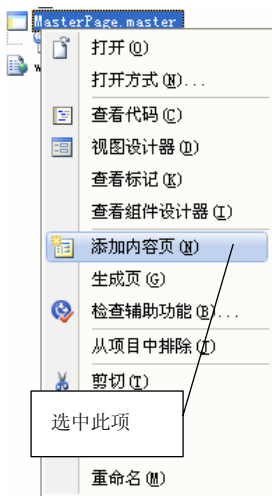 MasterPage.master
w
打开(O)
打开方式(N)...
查看代码(C)
视图设计器(D)
查看标记(K)
查看组件设计器(I)
添加内容页(N)
生成页(G)
检查辅助功能(B)...
从项目中排除(J)
剪切(T)
选中此项
重命名(M)